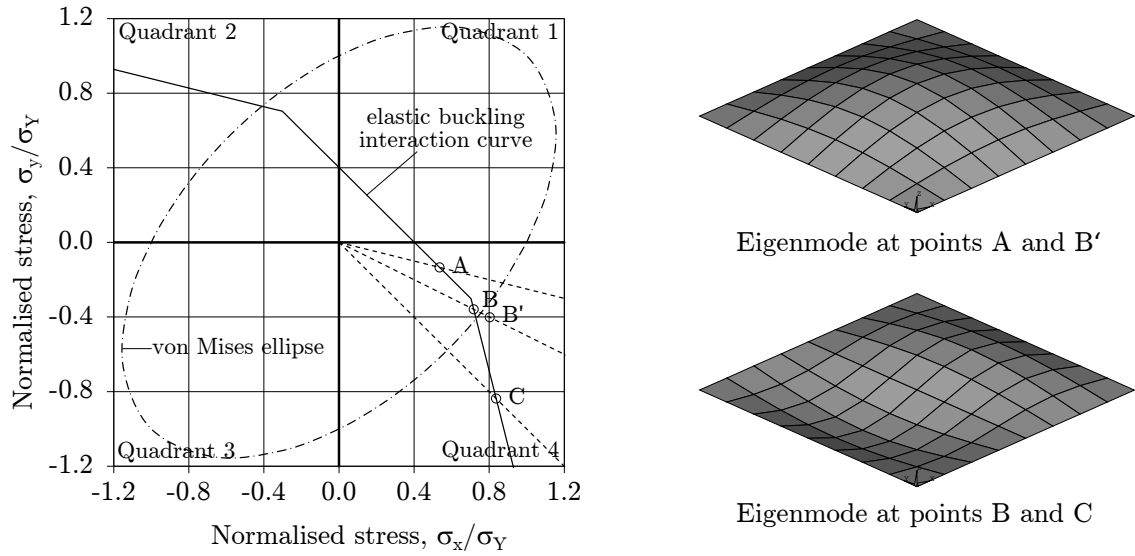 1.2
Quadrant 2
Quadrant 1
0.8
elastic buckling
interaction curve
0.4
0.0
A
B
B'
-0.4
von Mises ellipse
-0.8
C
Quadrant 3
Quadrant 4
-1.2
-1.2 -0.8 -0.4 0.0 0.4 0.8 1.2
Normalised stress, σx/σY
Normalised stress, σy/σY
Eigenmode at points A and B‘
Eigenmode at points B and C